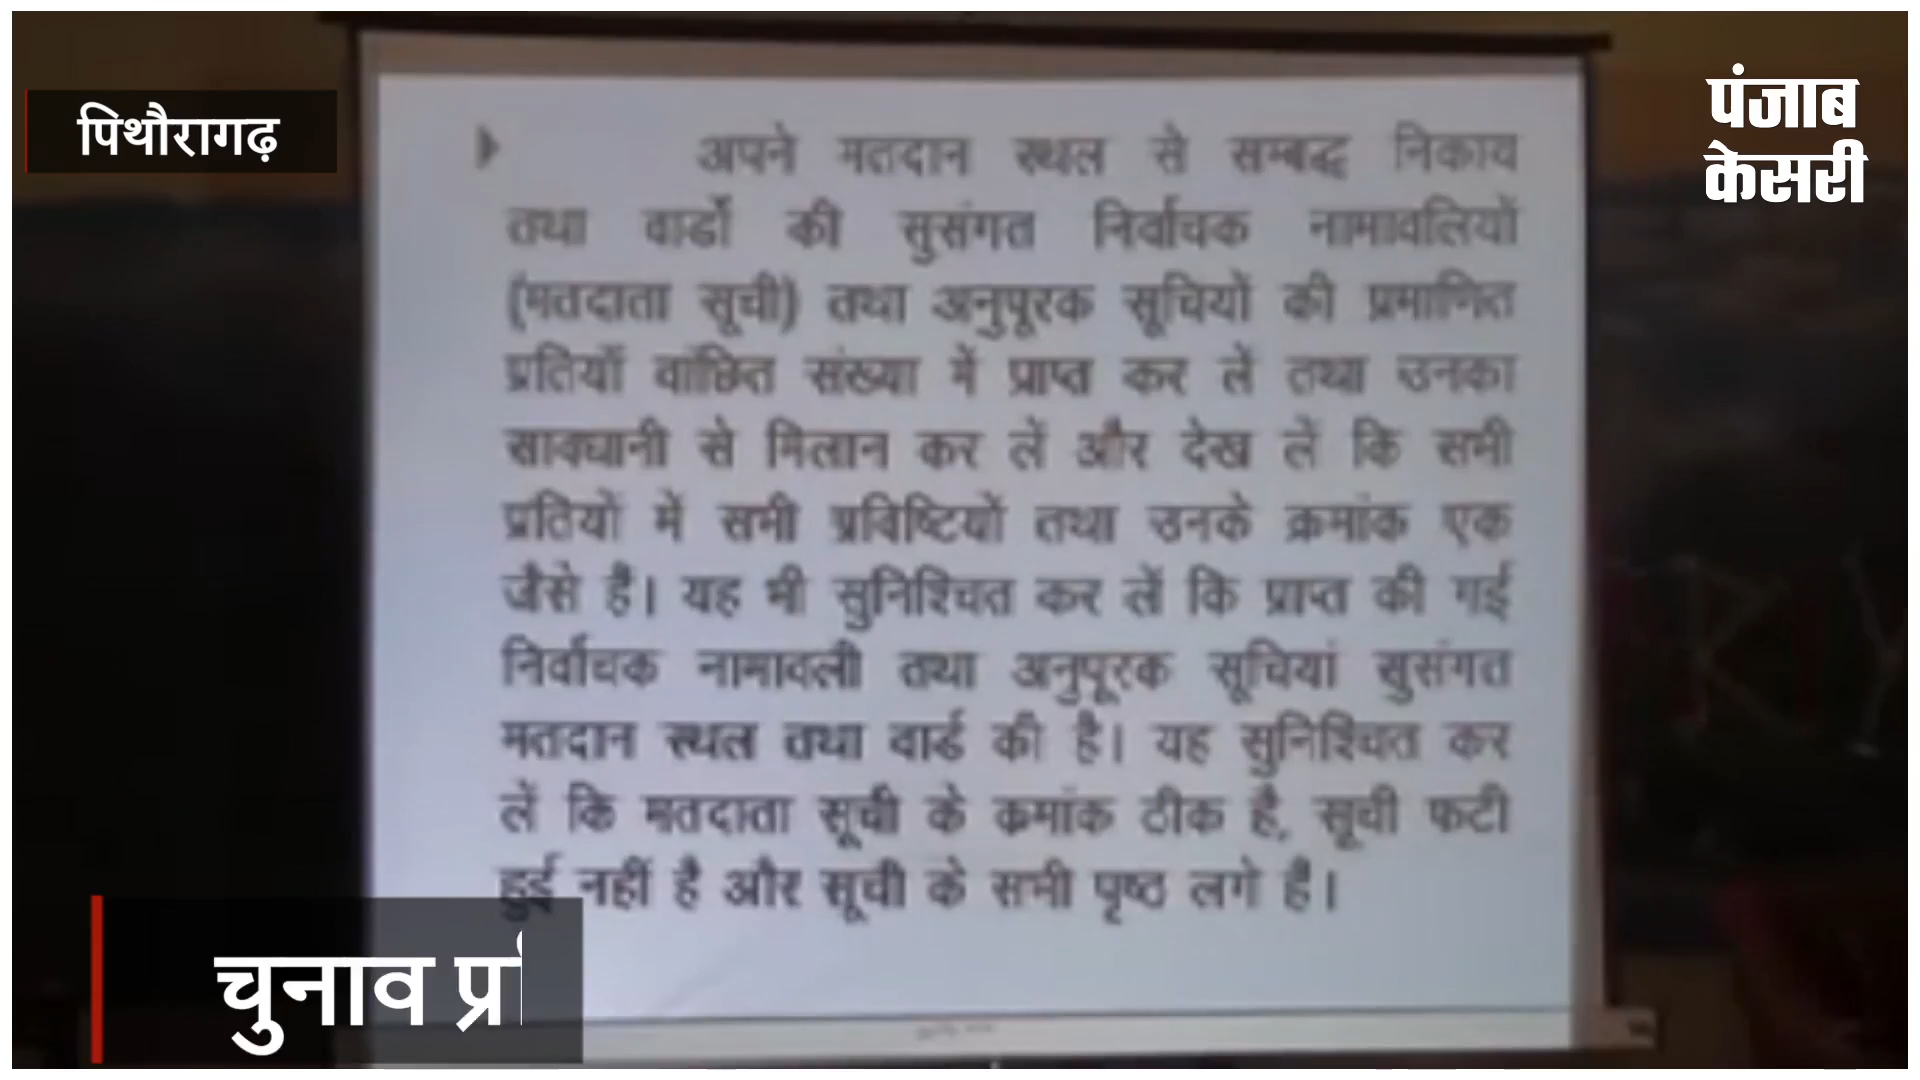 पिथौरागढ़
पंजाब
केसरी
अपने मतदान स्थल से सम्बद्ध निकाय
तथा वार्डों की सुसंगत निर्वाचक नामावलियों
(मतदाता सूची) तथा अनुपूरक सूचियों की प्रमाणित
प्रतियों वांछित संख्या में प्राप्त कर लें तथा उनका
सावधानी से मिलान कर लें और देख लें कि सभी
प्रतियों में सभी प्रविष्टियों तथा उनके क्रमांक एक
जैसे है। यह भी सुनिश्चित कर लें कि प्राप्त की गई
निर्वाचक नामावली तथा अनुपूरक सूचियां सुसंगत
मतदान स्थल तथा वार्ड की है। यह सुनिश्चित कर
लें कि मतदाता सूची के क्रमांक ठीक है, सूची फटी
हुई नहीं है और सूची के सभी पृष्ठ लगे है।
चुनाव